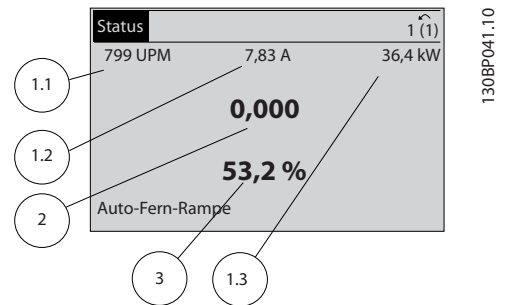 Status 1 (1)
799 UPM 7,83 A 36,4 kW
0,000
53,2 %
Auto-Fern-Rampe
1.1
1.2
2
3
1.3
130BP041.10